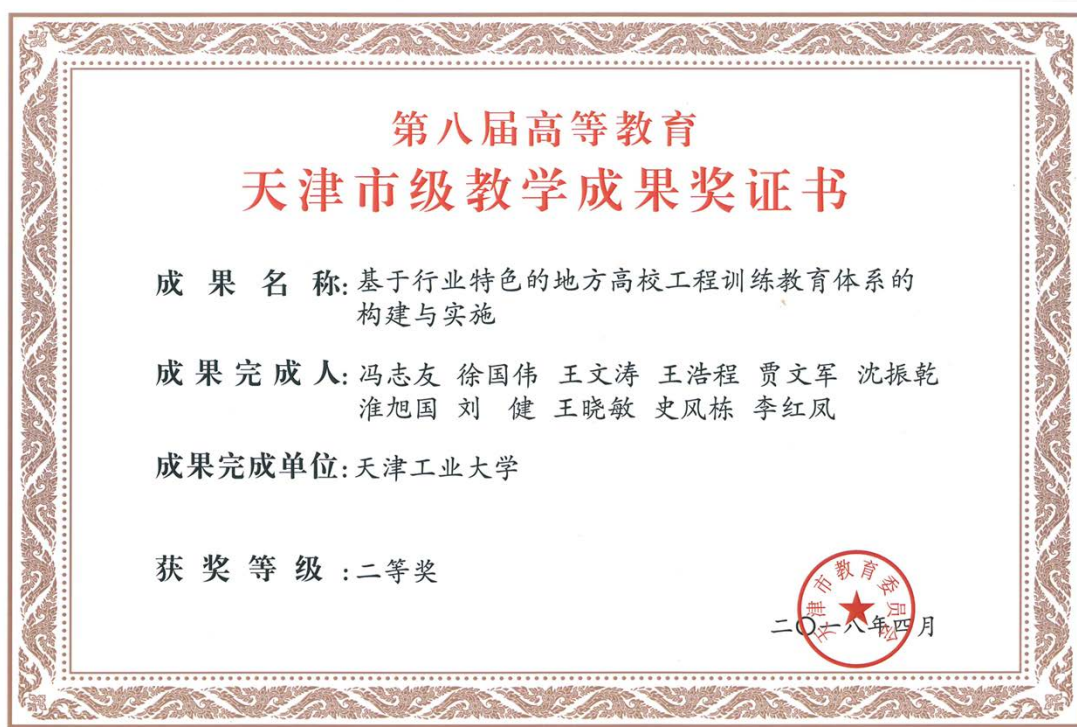 第八届高等教育
天津市级教学成果奖证书
成果名称:基于行业特色的地方高校工程训练教育体系的
构建与实施
成果完成人:冯志友 徐国伟 王文涛 王浩程 贾文军 沈振乾
淮旭国 刘 健 王晓敏 史风栋 李红凤
成果完成单位:天津工业大学
获奖等级:二等奖
天津市教育委员会
二〇一八年四月